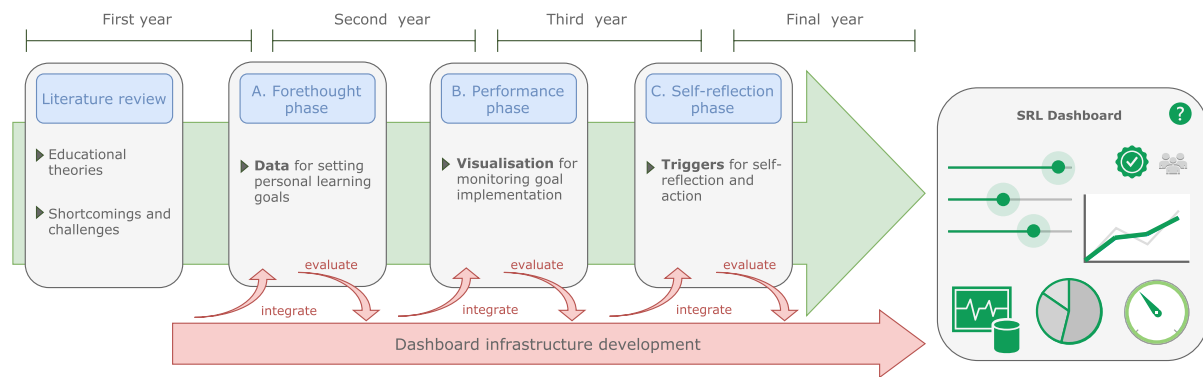 First year
Second year
Third year
Final year
Literature review
Educational
theories
Shortcomings and
challenges
A. Forethought
phase
Data for setting
personal learning
goals
B. Performance
phase
Visualisation for
monitoring goal
implementation
C. Self-reflection
phase
Triggers for self-
reflection and
action
integrate
evaluate
integrate
evaluate
integrate
evaluate
Dashboard infrastructure development
SRL Dashboard
?